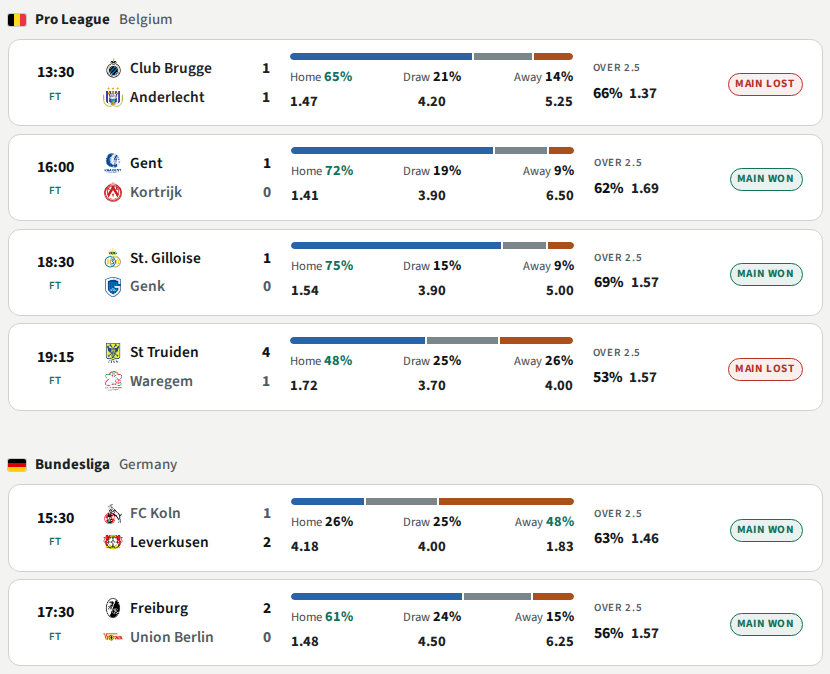 Pro League Belgium
13:30
FT
Club Brugge 1
Anderlecht 1
Home 65% Draw 21% Away 14%
1.47 4.20 5.25
OVER 2.5
66% 1.37
MAIN LOST
16:00
FT
Gent 1
Kortrijk 0
Home 72% Draw 19% Away 9%
1.41 3.90 6.50
OVER 2.5
62% 1.69
MAIN WON
18:30
FT
St. Gilloise 1
Genk 0
Home 75% Draw 15% Away 9%
1.54 3.90 5.00
OVER 2.5
69% 1.57
MAIN WON
19:15
FT
St Truiden 4
Waregem 1
Home 48% Draw 25% Away 26%
1.72 3.70 4.00
OVER 2.5
53% 1.57
MAIN LOST
Bundesliga Germany
15:30
FT
FC Koln 1
Leverkusen 2
Home 26% Draw 25% Away 48%
4.18 4.00 1.83
OVER 2.5
63% 1.46
MAIN WON
17:30
FT
Freiburg 2
Union Berlin 0
Home 61% Draw 24% Away 15%
1.48 4.50 6.25
OVER 2.5
56% 1.57
MAIN WON